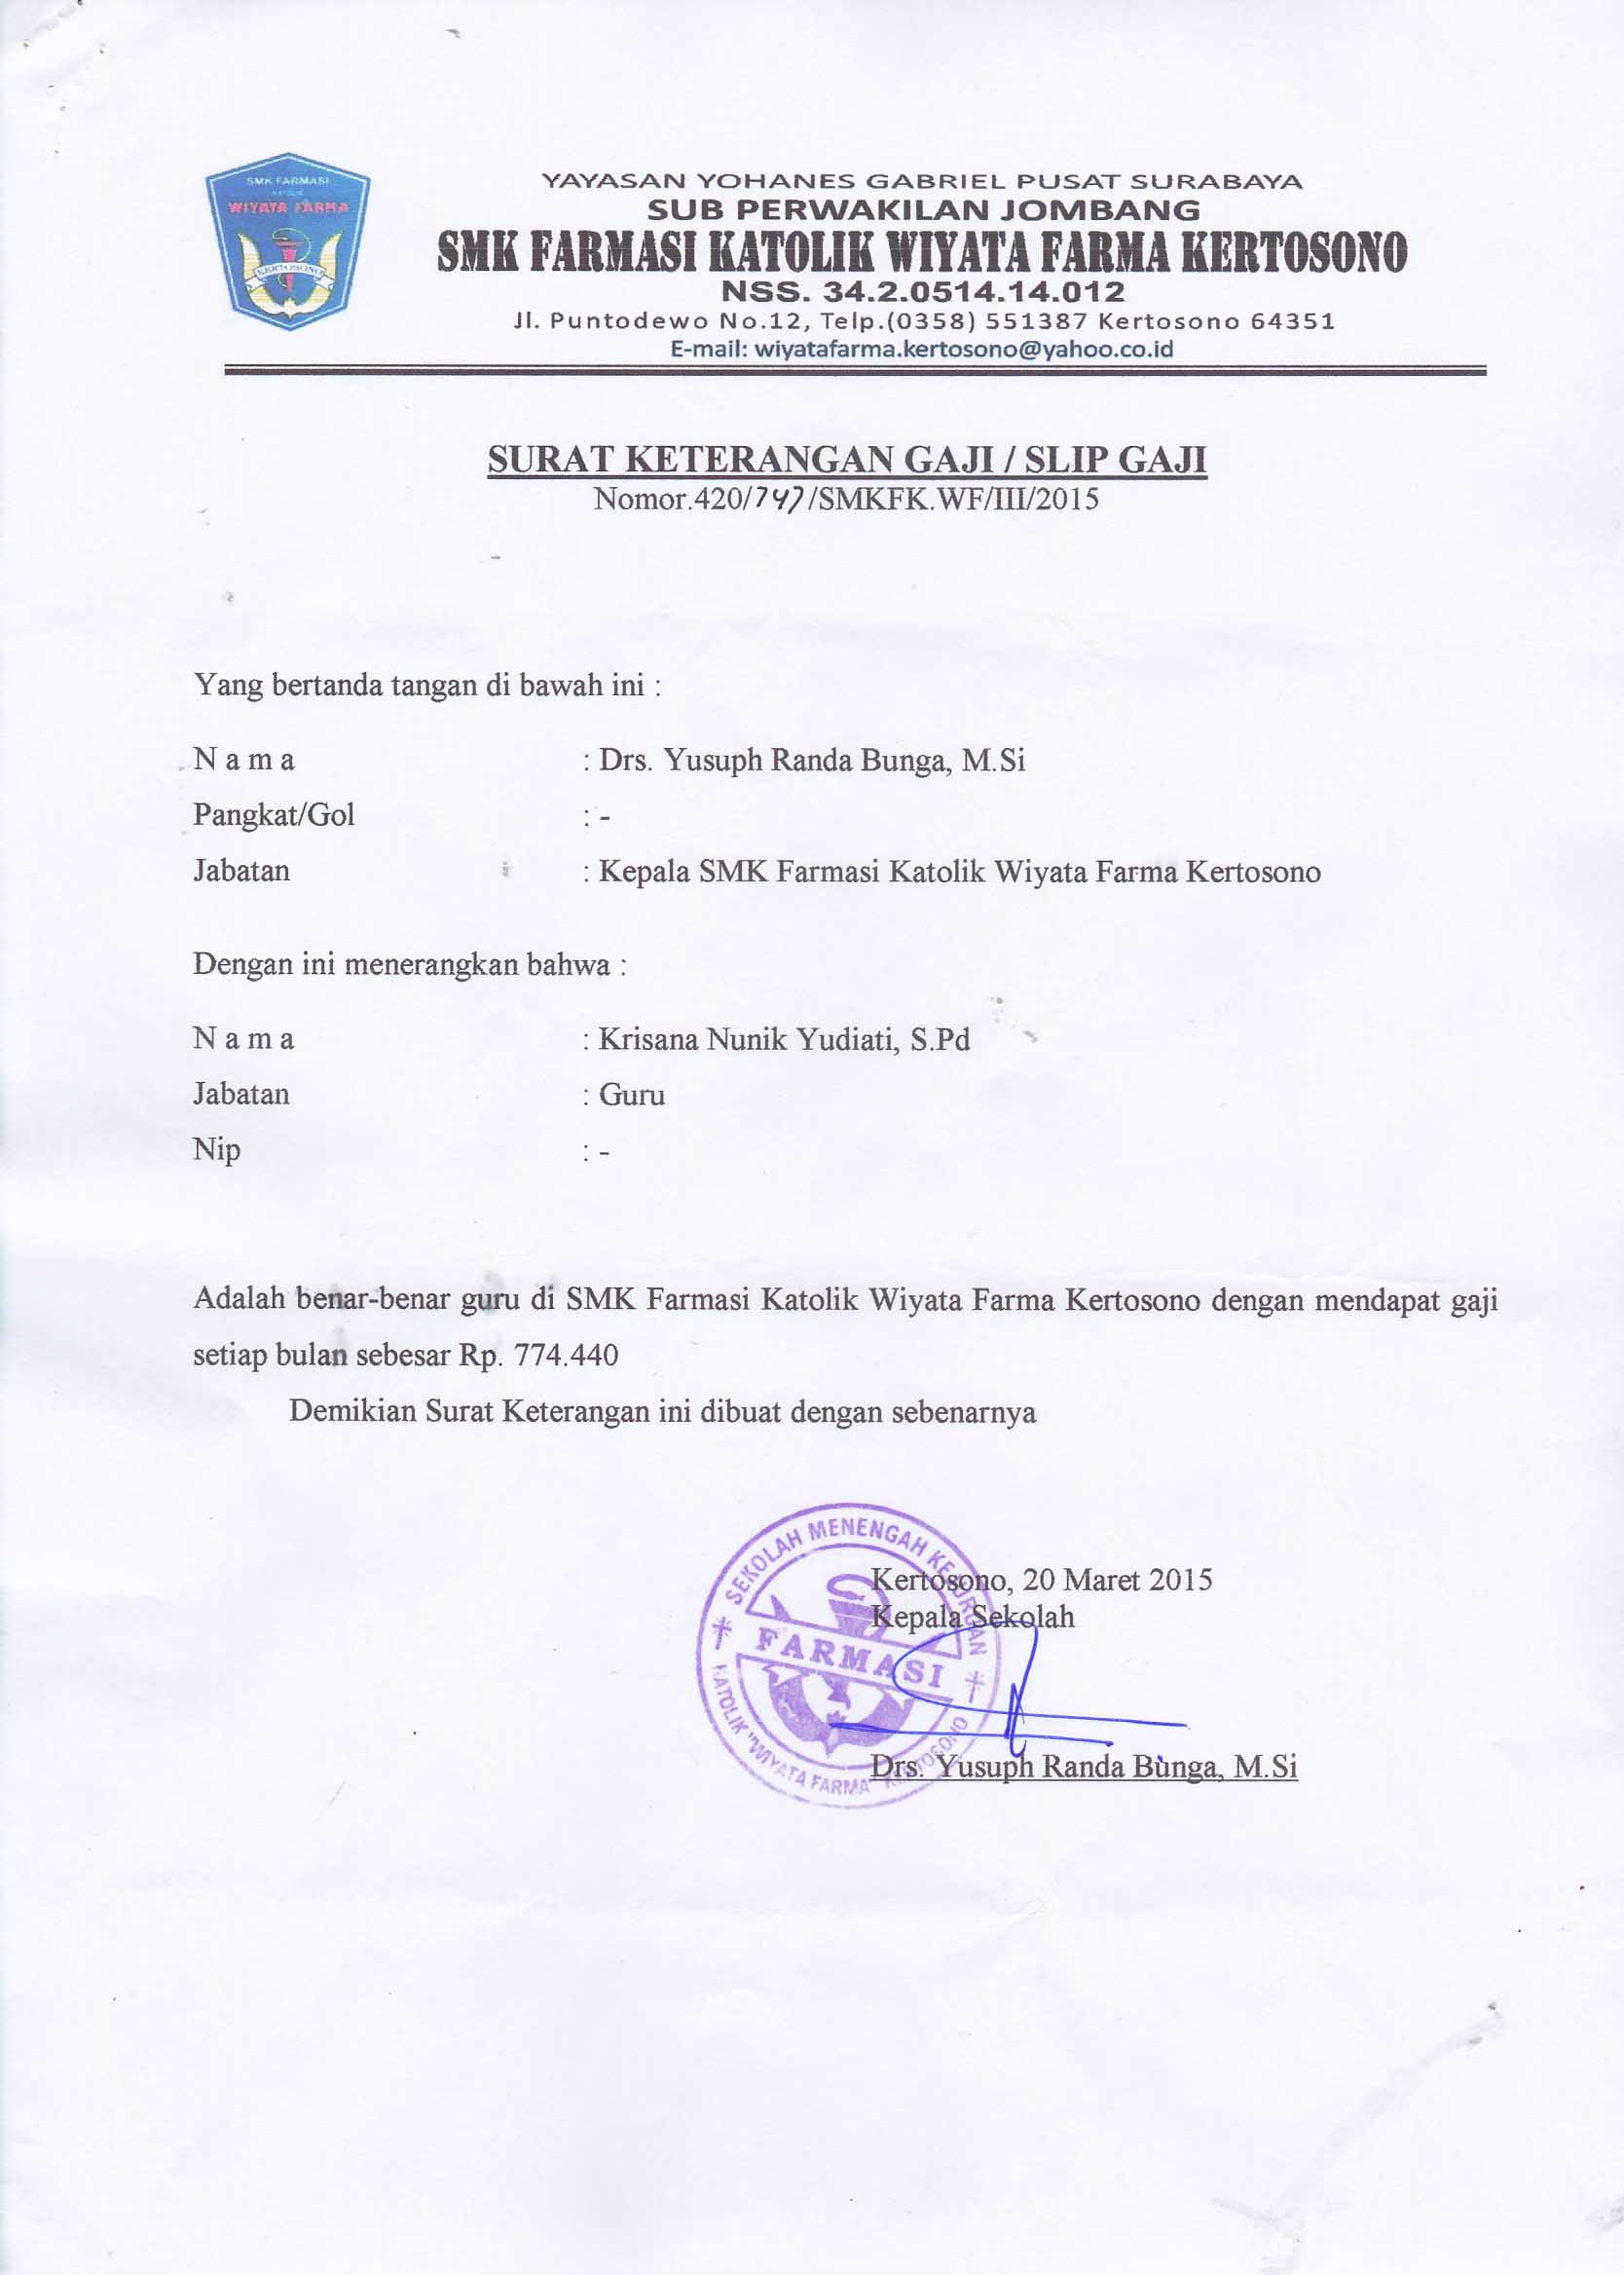 SMK FARMASI
KATOLIK
WIYATA FARMA
KERTOSONO
YAYASAN YOHANES GABRIEL PUSAT SURABAYA
SUB PERWAKILAN JOMBANG
SMK FARMASI KATOLIK WIYATA FARMA KERTOSONO
NSS. 34.2.0514.14.012
Jl. Puntodewo No.12, Telp.(0358) 551387 Kertosono 64351
E-mail: wiyatafarma.kertosono@yahoo.co.id
SURAT KETERANGAN GAJI / SLIP GAJI
Nomor.420/747/SMKFK.WF/III/2015
Yang bertanda tangan di bawah ini :
N a m a : Drs. Yusuph Randa Bunga, M.Si
Pangkat/Gol : -
Jabatan : Kepala SMK Farmasi Katolik Wiyata Farma Kertosono
Dengan ini menerangkan bahwa :
N a m a : Krisana Nunik Yudiati, S.Pd
Jabatan : Guru
Nip : -
Adalah benar-benar guru di SMK Farmasi Katolik Wiyata Farma Kertosono dengan mendapat gaji
setiap bulan sebesar Rp. 774.440
Demikian Surat Keterangan ini dibuat dengan sebenarnya
Kertosono, 20 Maret 2015
Kepala Sekolah
SEKOLAH MENENGAH KEJURUAN
FARMASI
KATOLIK "WIYATA FARMA" KERTOSONO
Drs. Yusuph Randa Bunga, M.Si